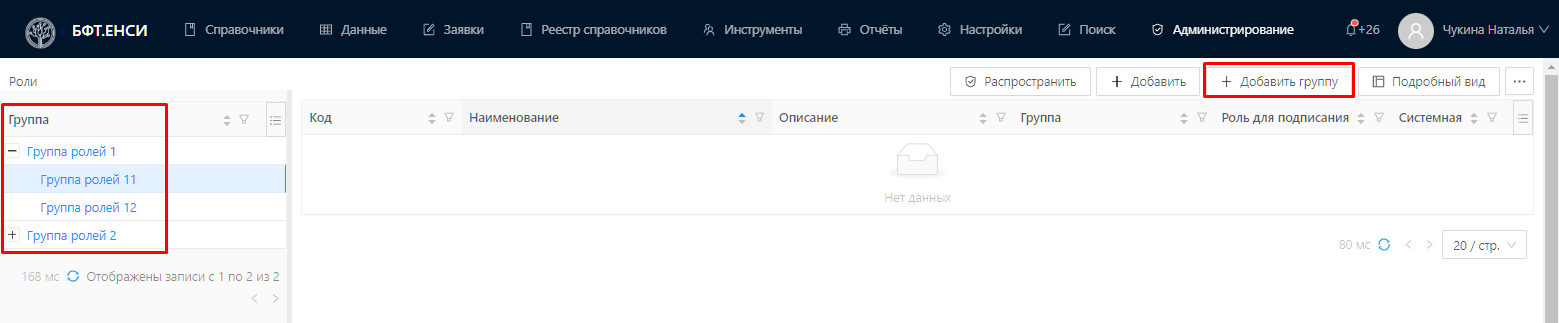 БФТ.ЕНСИ Справочники Данные Заявки Реестр справочников Инструменты Отчёты Настройки Поиск Администрирование +26 Чукина Наталья
Роли Распространить + Добавить + Добавить группу Подробный вид ...
Группа
Код Наименование Описание Группа Роль для подписания Системная
Группа ролей 1
Группа ролей 11
Группа ролей 12
Группа ролей 2
Нет данных
168 мс Отображены записи с 1 по 2 из 2
< >
80 мс < > 20 / стр.